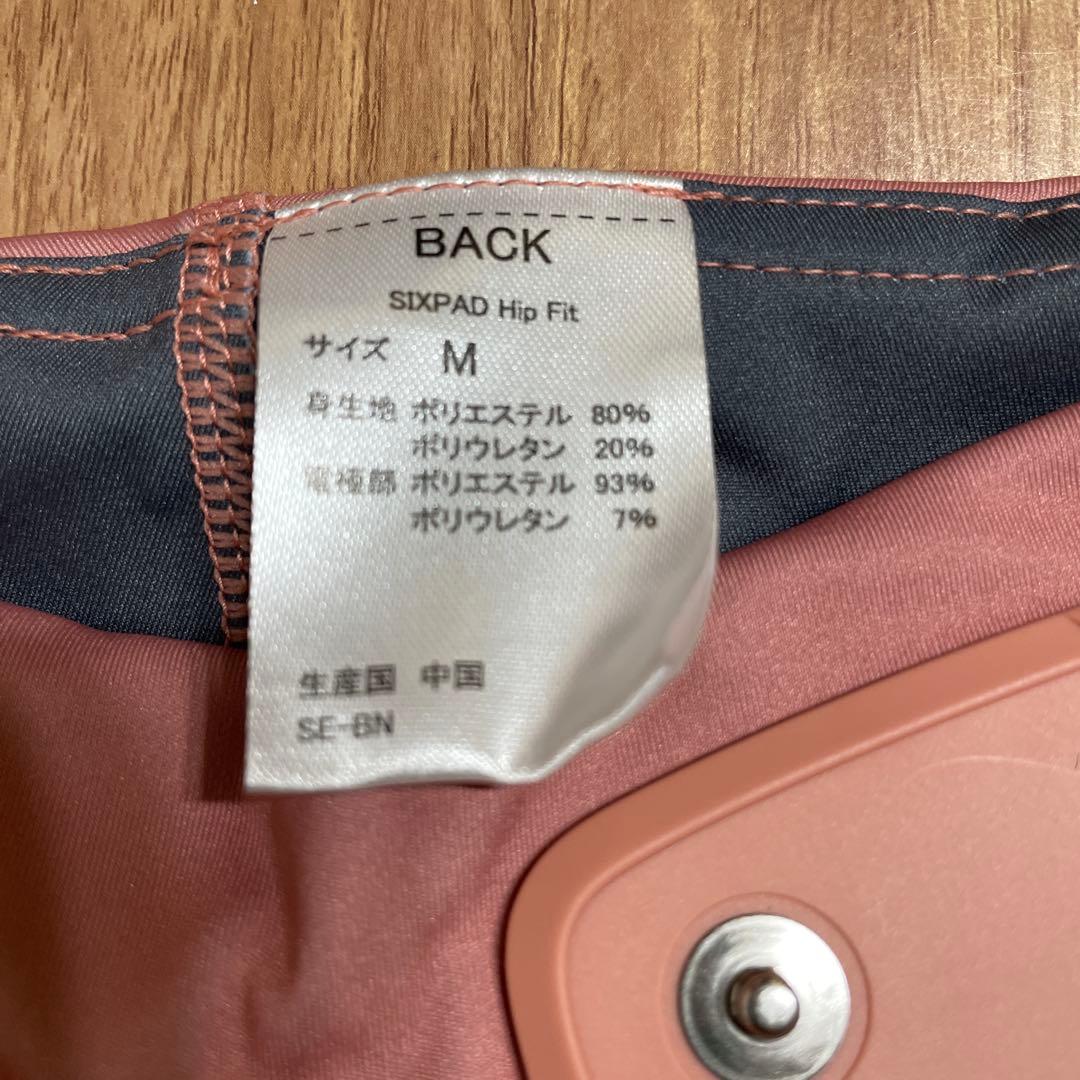 BACK
SIXPAD Hip Fit
サイズ M
身生地 ポリエステル 80%
ポリウレタン 20%
電極部 ポリエステル 93%
ポリウレタン 7%
生産国 中国
SE-BN